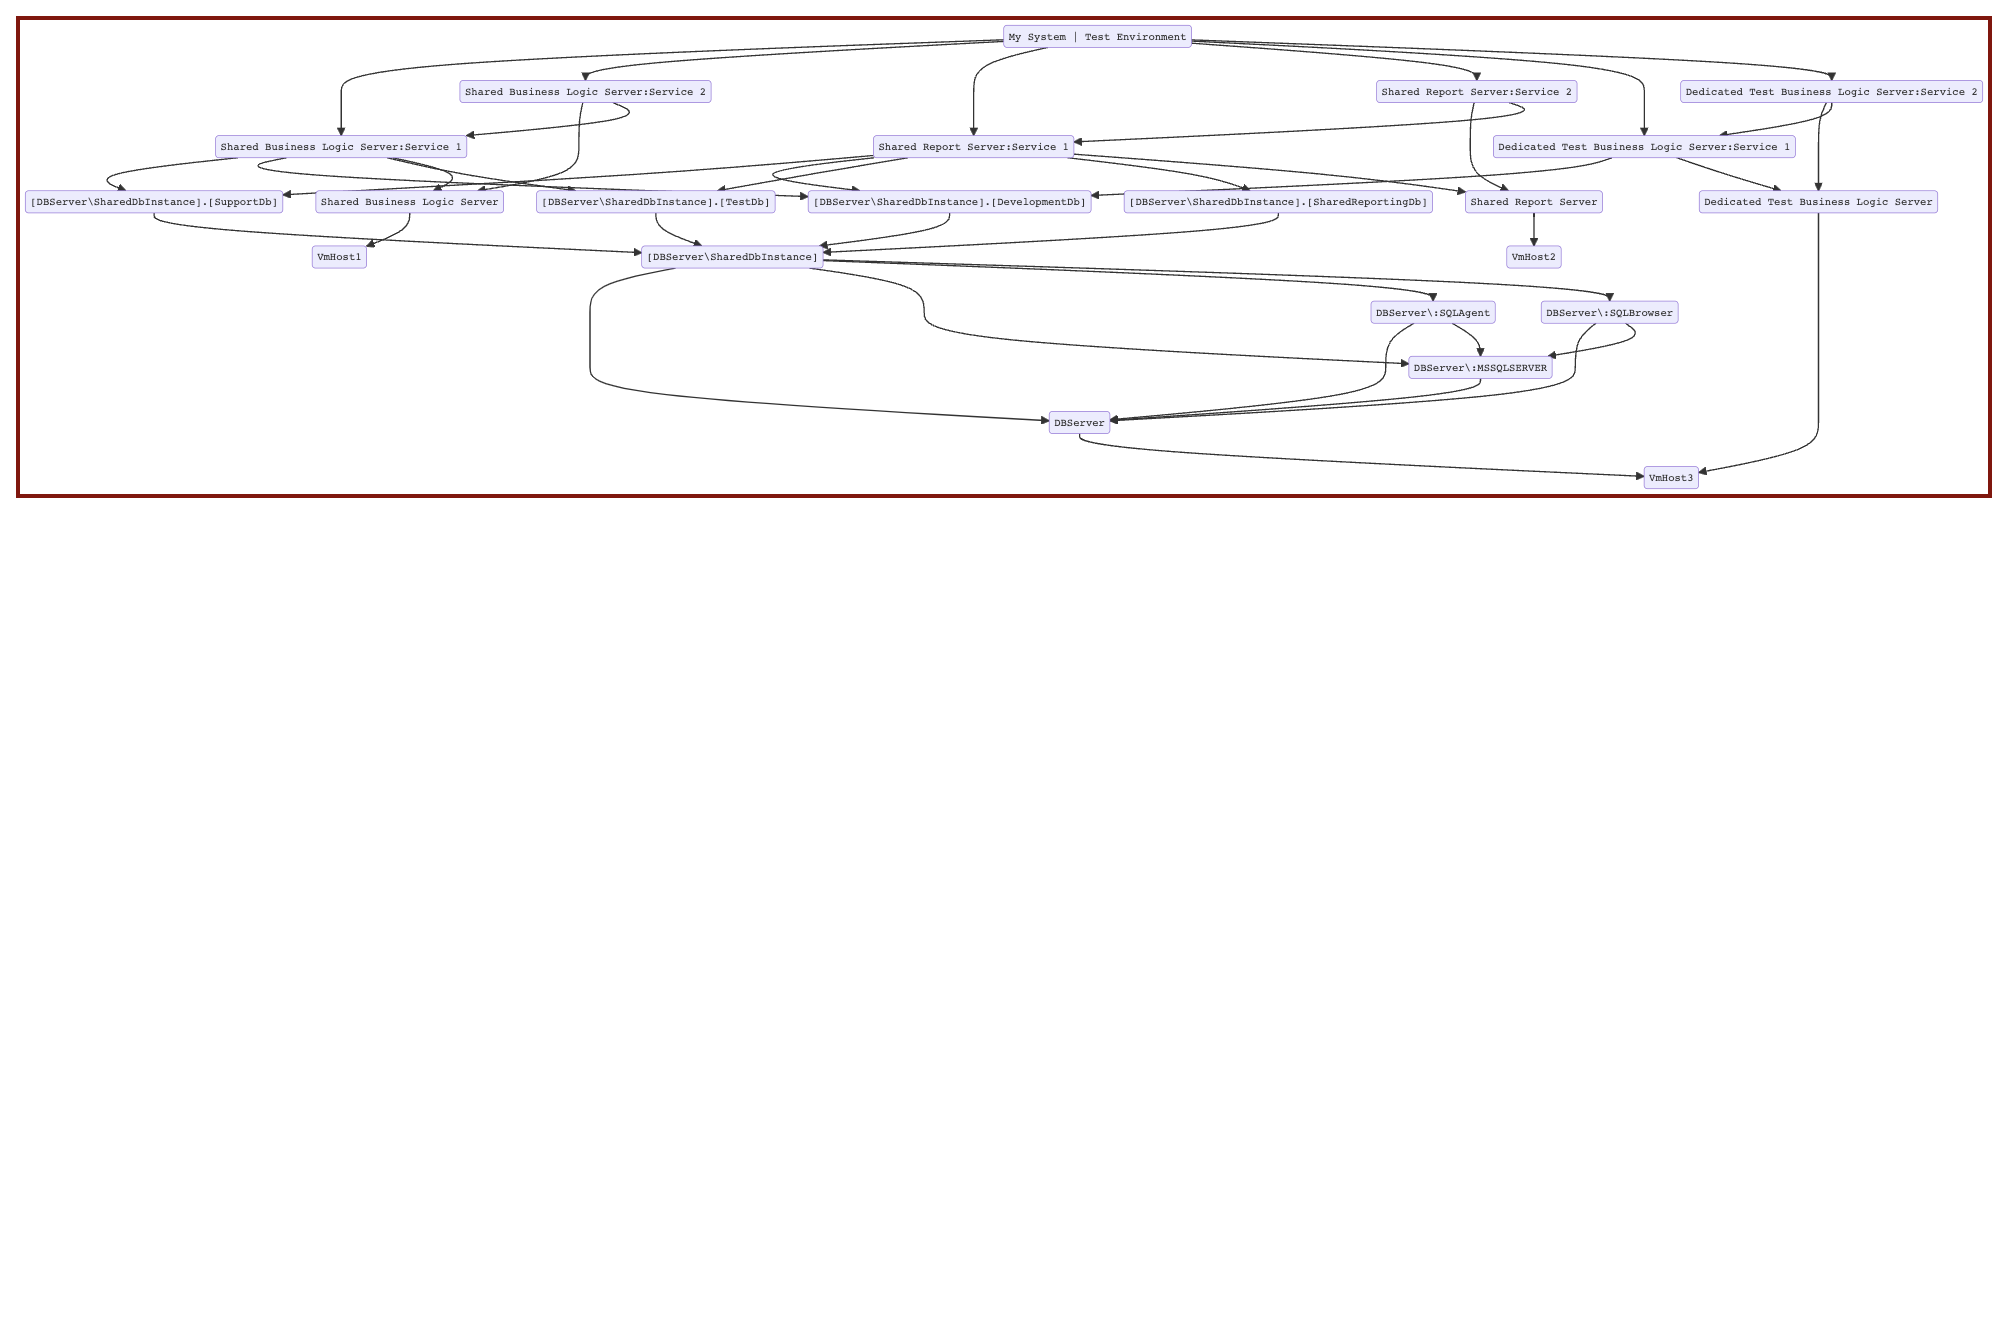 My System | Test Environment
Shared Business Logic Server:Service 2
Shared Report Server:Service 2
Dedicated Test Business Logic Server:Service 2
Shared Business Logic Server:Service 1
Shared Report Server:Service 1
Dedicated Test Business Logic Server:Service 1
[DBServer\SharedDbInstance].[SupportDb]
Shared Business Logic Server
[DBServer\SharedDbInstance].[TestDb]
[DBServer\SharedDbInstance].[DevelopmentDb]
[DBServer\SharedDbInstance].[SharedReportingDb]
Shared Report Server
Dedicated Test Business Logic Server
VmHost1
[DBServer\SharedDbInstance]
VmHost2
DBServer\:SQLAgent
DBServer\:SQLBrowser
DBServer\:MSSQLSERVER
DBServer
VmHost3